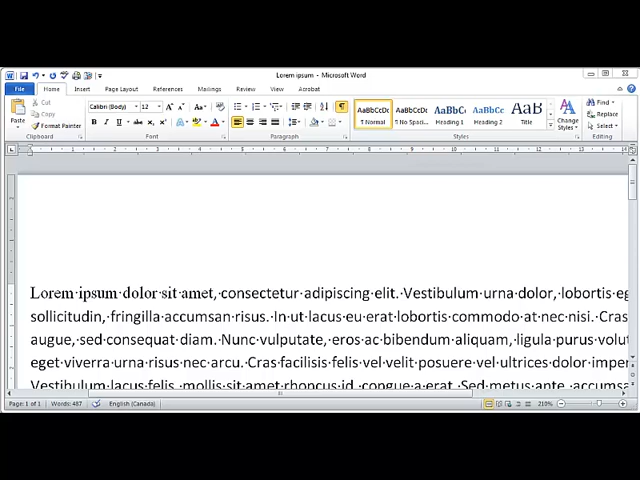 Lorem ipsum - Microsoft Word
File Home Insert Page Layout References Mailings Review View Acrobat
Paste Cut Copy Format Painter Clipboard
Calibri (Body) 12 Font
Paragraph
AaBbCcDc ¶ Normal AaBbCcDc ¶ No Spaci... AaBbC Heading 1 AaBbCc Heading 2 AaB Title Change Styles Styles
Find Replace Select Editing
Lorem·ipsum·dolor·sit·amet,·consectetur·adipiscing·elit.·Vestibulum·urna·dolor,·lobortis·eg
sollicitudin,·fringilla·accumsan·risus.·In·ut·lacus·eu·erat·lobortis·commodo·at·nec·nisi.·Cras
augue,·sed·consequat·diam.·Nunc·vulputate,·eros·ac·bibendum·aliquam,·ligula·purus·volut
eget·viverra·urna·risus·nec·arcu.·Cras·facilisis·felis·vel·velit·posuere·vel·ultrices·dolor·imper
Vestibulum·lacus·felis,·mollis·sit·amet·rhoncus·id,·congue·a·erat.·Sed·metus·ante,·accumsa
Page: 1 of 1 Words: 487 English (Canada) 210%